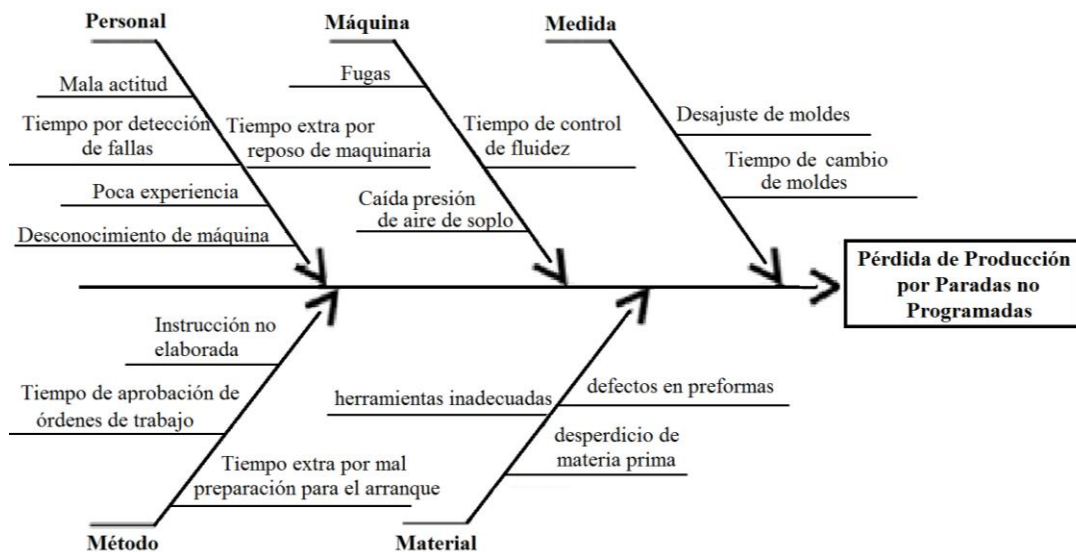 Personal
Mala actitud
Tiempo por detección
de fallas
Tiempo extra por
reposo de maquinaria
Poca experiencia
Desconocimiento de máquina
Máquina
Fugas
Tiempo de control
de fluidez
Caída presión
de aire de soplo
Medida
Desajuste de moldes
Tiempo de cambio
de moldes
Pérdida de Producción
por Paradas no
Programadas
Instrucción no
elaborada
Tiempo de aprobación de
órdenes de trabajo
Tiempo extra por mal
preparación para el arranque
Método
herramientas inadecuadas
defectos en preformas
desperdicio de
materia prima
Material